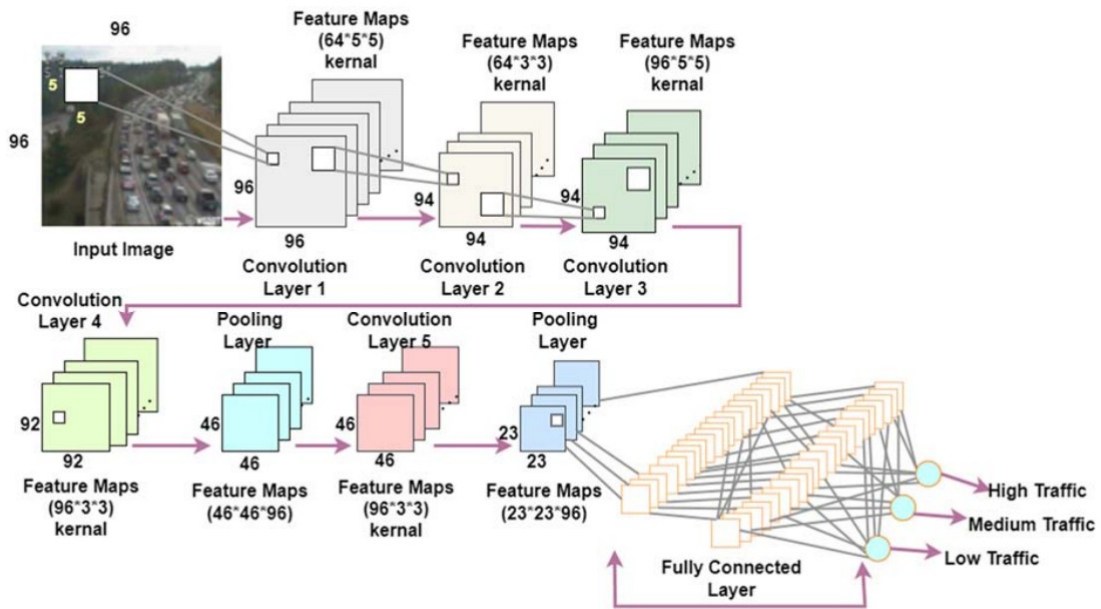 96
Feature Maps
(64*5*5)
kernal
Feature Maps
(64*3*3)
kernal
Feature Maps
(96*5*5)
kernal
5
5
96
96
94
94
96
94
94
Input Image
Convolution
Layer 1
Convolution
Layer 2
Convolution
Layer 3
Convolution
Layer 4
Pooling
Layer
Convolution
Layer 5
Pooling
Layer
92
46
46
23
92
46
46
23
Feature Maps
(96*3*3)
kernal
Feature Maps
(46*46*96)
Feature Maps
(96*3*3)
kernal
Feature Maps
(23*23*96)
High Traffic
Medium Traffic
Low Traffic
Fully Connected
Layer